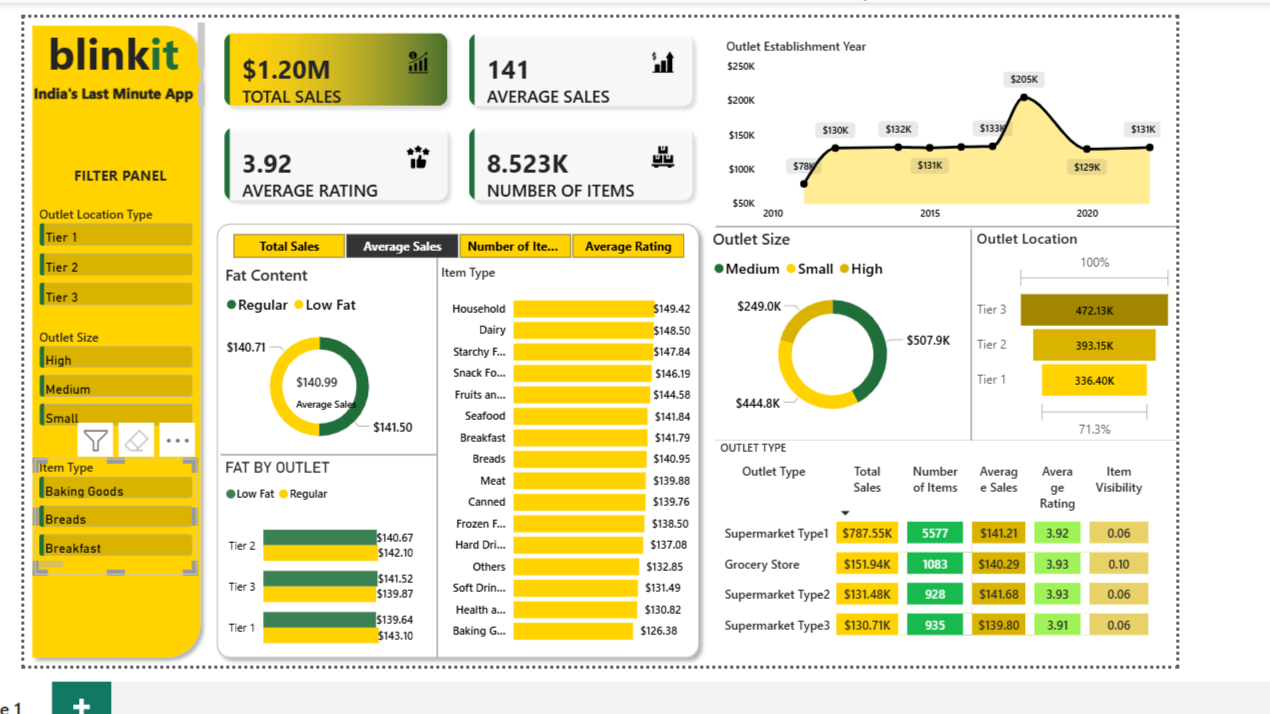 blinkit
India's Last Minute App
FILTER PANEL
Outlet Location Type
Tier 1
Tier 2
Tier 3
Outlet Size
High
Medium
Small
Item Type
Baking Goods
Breads
Breakfast
$1.20M
TOTAL SALES
141
AVERAGE SALES
3.92
AVERAGE RATING
8.523K
NUMBER OF ITEMS
Outlet Establishment Year
$250K
$200K
$150K
$100K
$50K
$78K
$130K
$132K
$131K
$133K
$205K
$129K
$131K
2010 2015 2020
Total Sales Average Sales Number of Ite... Average Rating
Fat Content
Regular Low Fat
$140.71
$140.99
Average Sales
$141.50
FAT BY OUTLET
Low Fat Regular
Tier 2 $140.67
$142.10
Tier 3 $141.52
$139.87
Tier 1 $139.64
$143.10
Item Type
Household $149.42
Dairy $148.50
Starchy F... $147.84
Snack Fo... $146.19
Fruits an... $144.58
Seafood $141.84
Breakfast $141.79
Breads $140.95
Meat $139.88
Canned $139.76
Frozen F... $138.50
Hard Dri... $137.08
Others $132.85
Soft Drin... $131.49
Health a... $130.82
Baking G... $126.38
Outlet Size
Medium Small High
$249.0K
$507.9K
$444.8K
Outlet Location
100%
Tier 3 472.13K
Tier 2 393.15K
Tier 1 336.40K
71.3%
OUTLET TYPE
Outlet Type Total Number Averag Avera Item
Sales of Items e Sales ge Visibility
Rating
Supermarket Type1 $787.55K 5577 $141.21 3.92 0.06
Grocery Store $151.94K 1083 $140.29 3.93 0.10
Supermarket Type2 $131.48K 928 $141.68 3.93 0.06
Supermarket Type3 $130.71K 935 $139.80 3.91 0.06
e 1 +